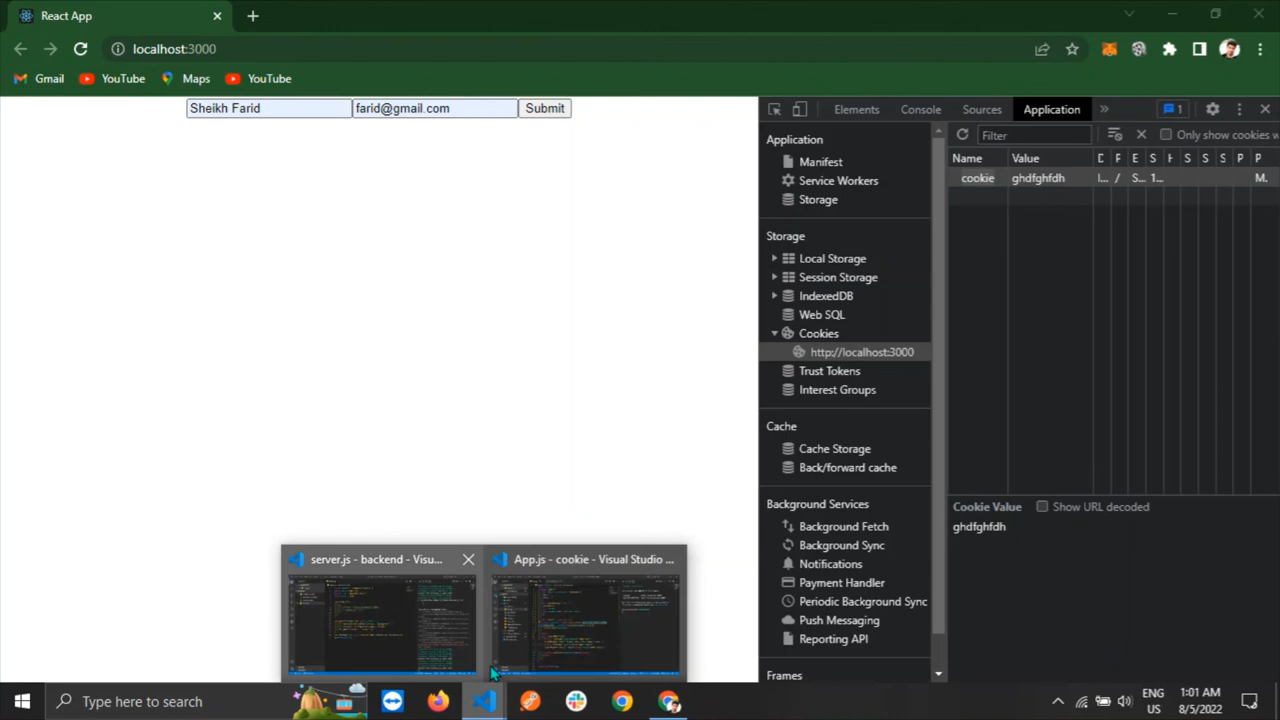 React App
localhost:3000
Gmail YouTube Maps YouTube
Sheikh Farid farid@gmail.com Submit
Elements Console Sources Application » 1
Application
Manifest
Service Workers
Storage
Storage
Local Storage
Session Storage
IndexedDB
Web SQL
Cookies
http://localhost:3000
Trust Tokens
Interest Groups
Cache
Cache Storage
Back/forward cache
Background Services
Background Fetch
Background Sync
Notifications
Payment Handler
Periodic Background Sync
Push Messaging
Reporting API
Frames
Filter Only show cookies w
Name Value D P E S H S S S P P
cookie ghdfghfdh l... / S... 1... M.
Cookie Value Show URL decoded
ghdfghfdh
server.js - backend - Visu...
App.js - cookie - Visual Studio ...
Type here to search
ENG
US
1:01 AM
8/5/2022